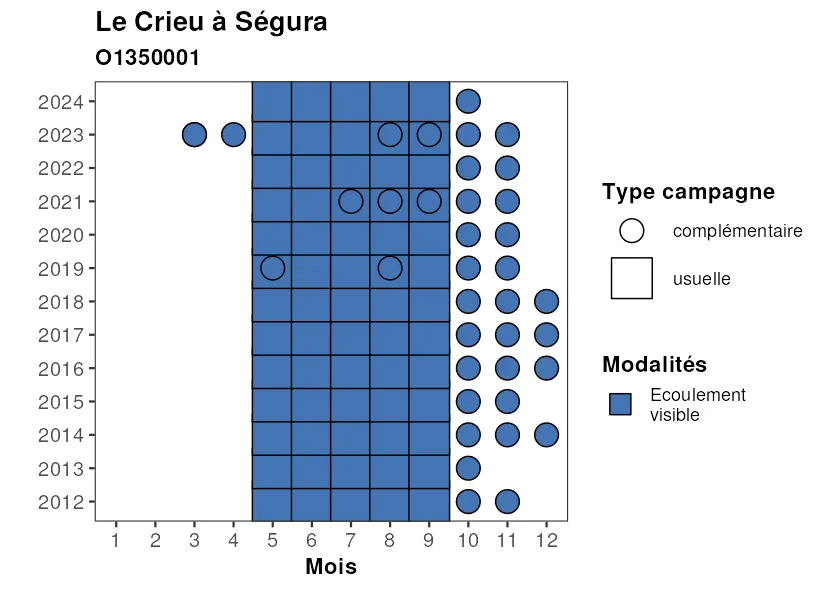 Le Crieu à Ségura
O1350001
2024
2023
2022
2021
2020
2019
2018
2017
2016
2015
2014
2013
2012
1 2 3 4 5 6 7 8 9 10 11 12
Mois
Type campagne
complémentaire
usuelle
Modalités
Ecoulement
visible